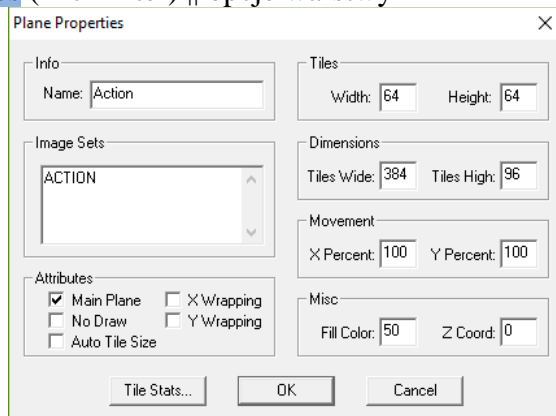 Plane Properties
Info
Name: Action
Image Sets
ACTION
Attributes
Main Plane X Wrapping
No Draw Y Wrapping
Auto Tile Size
Tiles
Width: 64 Height: 64
Dimensions
Tiles Wide: 384 Tiles High: 96
Movement
X Percent: 100 Y Percent: 100
Misc
Fill Color: 50 Z Coord: 0
Tile Stats... OK Cancel